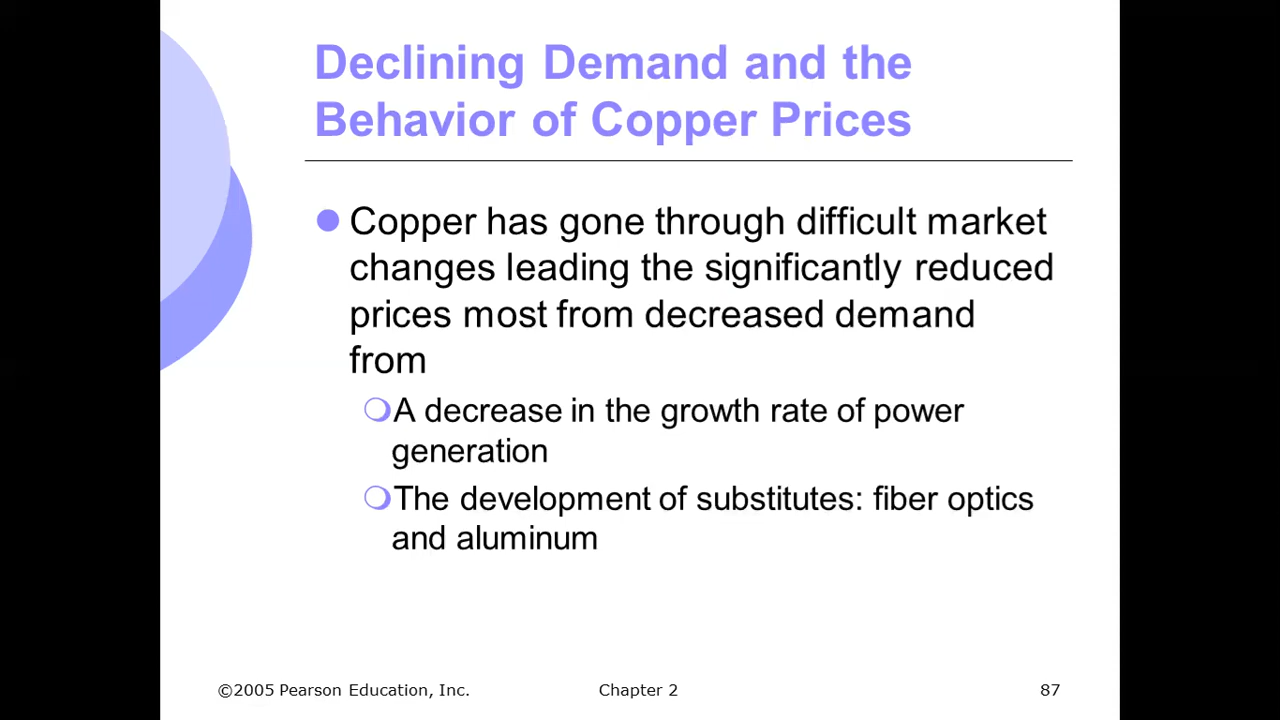 Declining Demand and the
Behavior of Copper Prices
Copper has gone through difficult market
changes leading the significantly reduced
prices most from decreased demand
from
A decrease in the growth rate of power
generation
The development of substitutes: fiber optics
and aluminum
©2005 Pearson Education, Inc.
Chapter 2
87